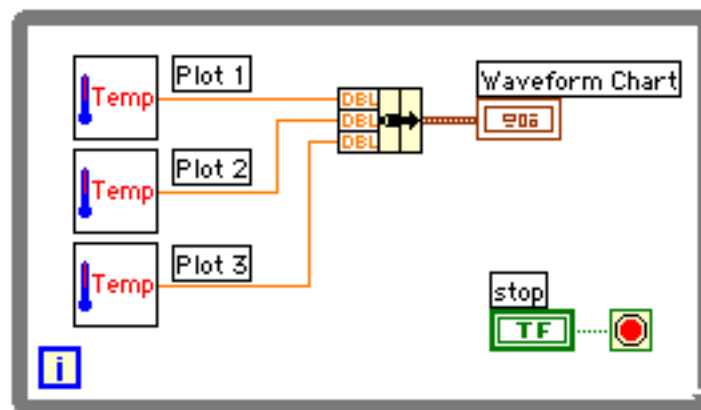 Plot 1
Temp
DBL
Waveform Chart
Plot 2
Temp
DBL
DBL
Plot 3
Temp
stop
TF
i